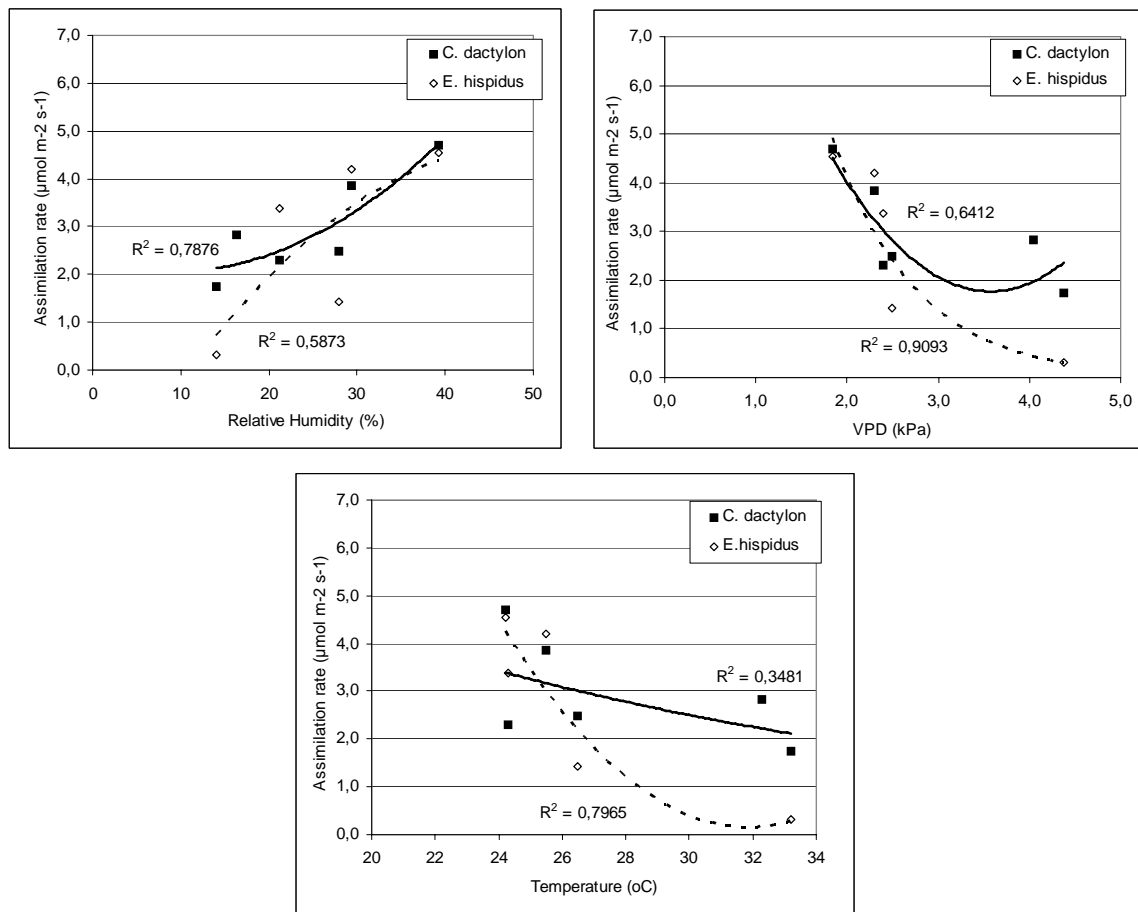 C. dactylon
E. hispidus
7,0
6,0
5,0
4,0
3,0
2,0
1,0
0,0
Assimilation rate (µmol m-2 s-1)
R² = 0,7876
R² = 0,5873
0 10 20 30 40 50
Relative Humidity (%)
C. dactylon
E. hispidus
7,0
6,0
5,0
4,0
3,0
2,0
1,0
0,0
Assimilation rate (µmol m-2 s-1)
R² = 0,6412
R² = 0,9093
0,0 1,0 2,0 3,0 4,0 5,0
VPD (kPa)
C. dactylon
E.hispidus
7,0
6,0
5,0
4,0
3,0
2,0
1,0
0,0
Assimilation rate (µmol m-2 s-1)
R² = 0,3481
R² = 0,7965
20 22 24 26 28 30 32 34
Temperature (oC)